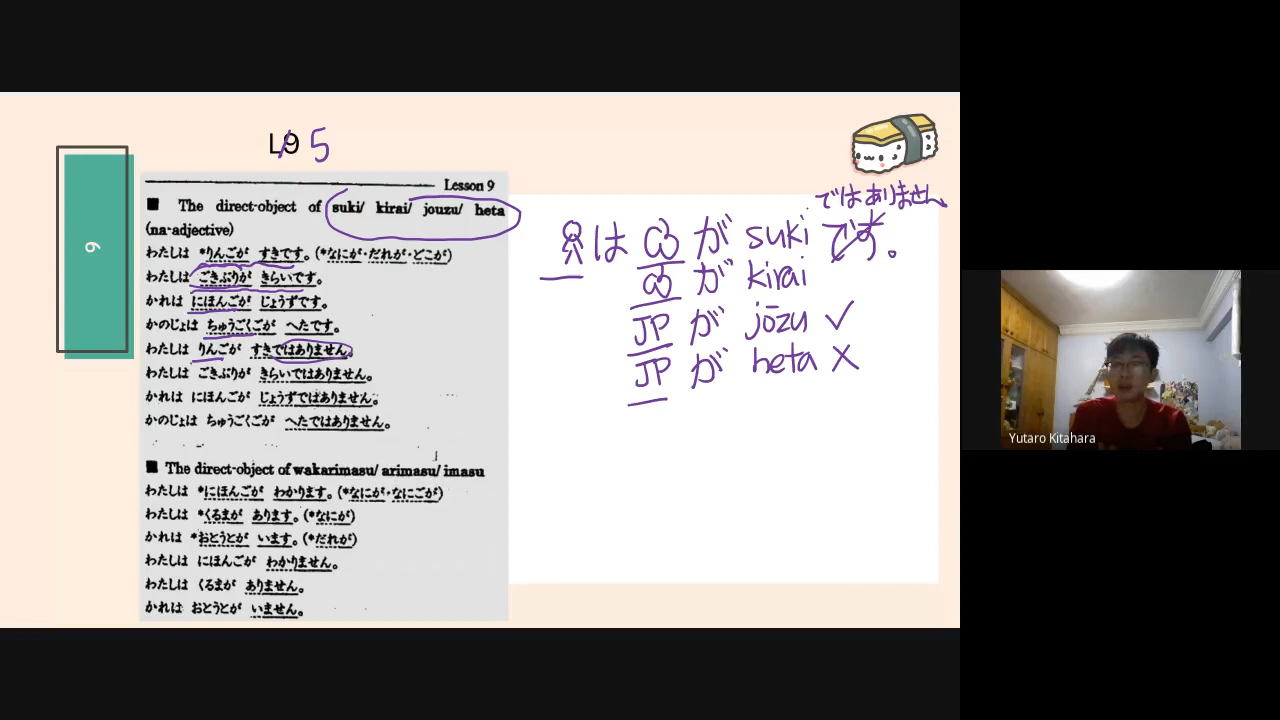 L9 5
6
Lesson 9
■ The direct-object of suki/ kirai/ jouzu/ heta
(na-adjective)
わたしは *りんごが すきです。(*なにが・だれが・どこが)
わたしは ごきぶりが きらいです。
かれは にほんごが じょうずです。
かのじょは ちゅうごくごが へたです。
わたしは りんごが すきではありません。
わたしは ごきぶりが きらいではありません。
かれは にほんごが じょうずではありません。
かのじょは ちゅうごくごが へたではありません。
■ The direct-object of wakarimasu/ arimasu/ imasu
わたしは *にほんごが わかります。(*なにが・なにごが)
わたしは *くるまが あります。(*なにが)
かれは *おとうとが います。(*だれが)
わたしは にほんごが わかりません。
わたしは くるまが ありません。
かれは おとうとが いません。
ではありません
は が suki です。
が kirai
JP が jōzu ✓
JP が heta X
Yutaro Kitahara